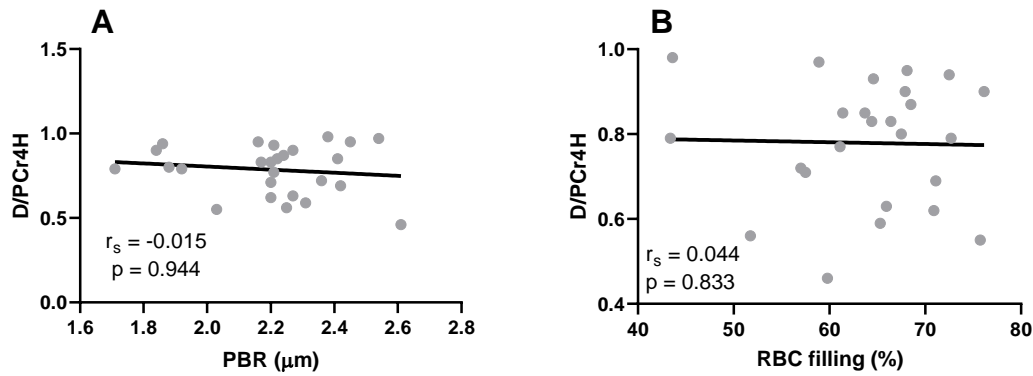 A
D/PCr4H
1.5
1.0
0.5
0.0
rs = -0.015
p = 0.944
1.6 1.8 2.0 2.2 2.4 2.6 2.8
PBR (μm)
B
D/PCr4H
1.0
0.8
0.6
0.4
rs = 0.044
p = 0.833
40 50 60 70 80
RBC filling (%)